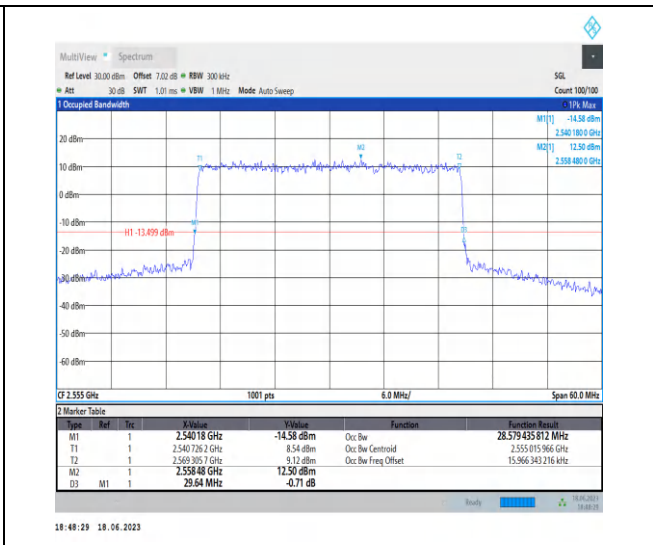 MultiView Spectrum
Ref Level 30.00 dBm Offset 7.02 dB RBW 300 kHz SGL
Att 30 dB SWT 1.01 ms VBW 1 MHz Mode Auto Sweep Count 100/100
1 Occupied Bandwidth 1Pk Max
M1[1] -14.58 dBm
2.540 180 0 GHz
M2[1] 12.50 dBm
2.558 480 0 GHz
20 dBm
M2
T1 T2
10 dBm
0 dBm
-10 dBm
M1
H1 -13.499 dBm
D3
-20 dBm
-30 dBm
-40 dBm
-50 dBm
-60 dBm
CF 2.555 GHz 1001 pts 6.0 MHz/ Span 60.0 MHz
2 Marker Table
Type Ref Trc X-Value Y-Value Function Function Result
M1 1 2.540 18 GHz -14.58 dBm Occ Bw 28.579 435 812 MHz
T1 1 2.540 726 2 GHz 8.54 dBm Occ Bw Centroid 2.555 015 966 GHz
T2 1 2.569 305 7 GHz 9.12 dBm Occ Bw Freq Offset 15.966 343 216 kHz
M2 1 2.558 48 GHz 12.50 dBm
D3 M1 1 29.64 MHz -0.71 dB
Ready 18.06.2023
18:48:29
18:48:29 18.06.2023